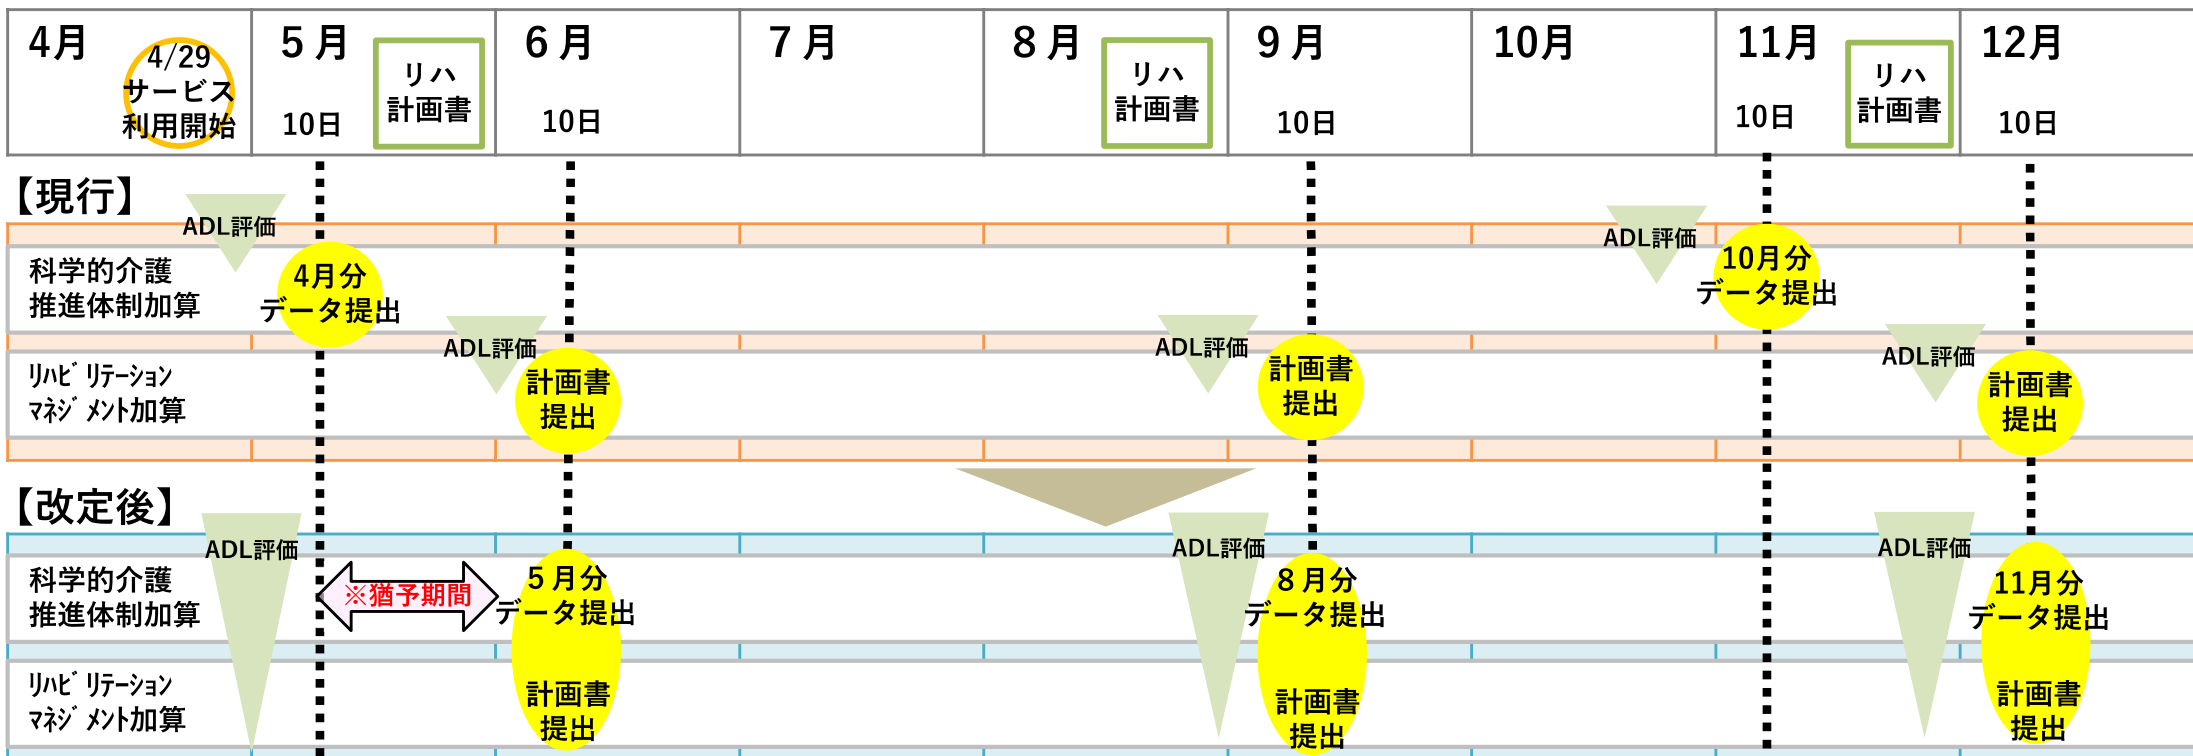 4月
4/29
サービス
利用開始
5月
10日
リハ
計画書
6月
10日
7月
8月
リハ
計画書
9月
10日
10月
11月
10日
リハ
計画書
12月
10日
【現行】
ADL評価
ADL評価
科学的介護
推進体制加算
4月分
データ提出
10月分
データ提出
ADL評価
ADL評価
ADL評価
リハビリテーション
マネジメント加算
計画書
提出
計画書
提出
計画書
提出
【改定後】
ADL評価
ADL評価
ADL評価
科学的介護
推進体制加算
※猶予期間
5月分
データ提出
8月分
データ提出
11月分
データ提出
リハビリテーション
マネジメント加算
計画書
提出
計画書
提出
計画書
提出